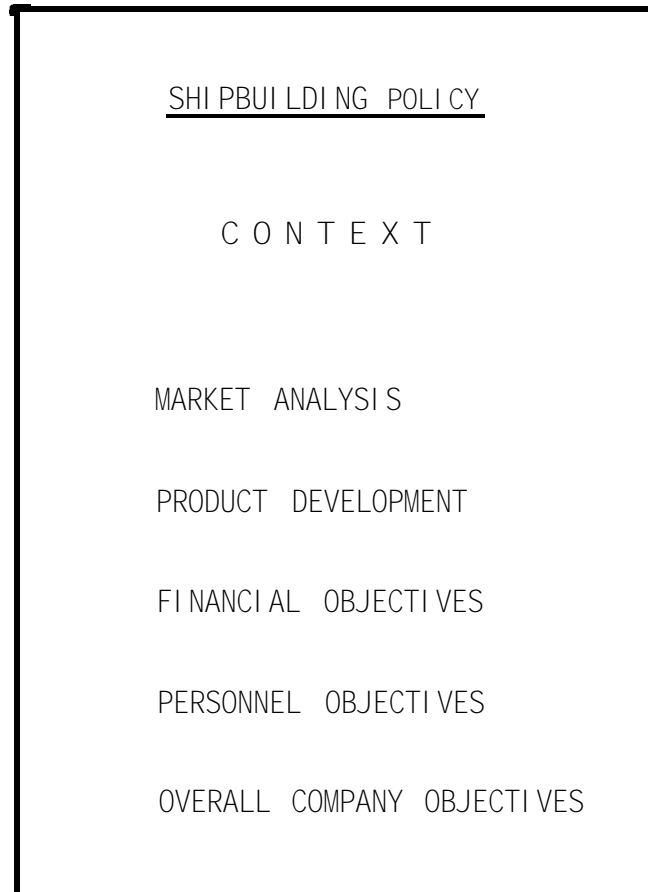 SHIPBUILDING POLICY
CONTEXT
MARKET ANALYSIS
PRODUCT DEVELOPMENT
FINANCIAL OBJECTIVES
PERSONNEL OBJECTIVES
OVERALL COMPANY OBJECTIVES